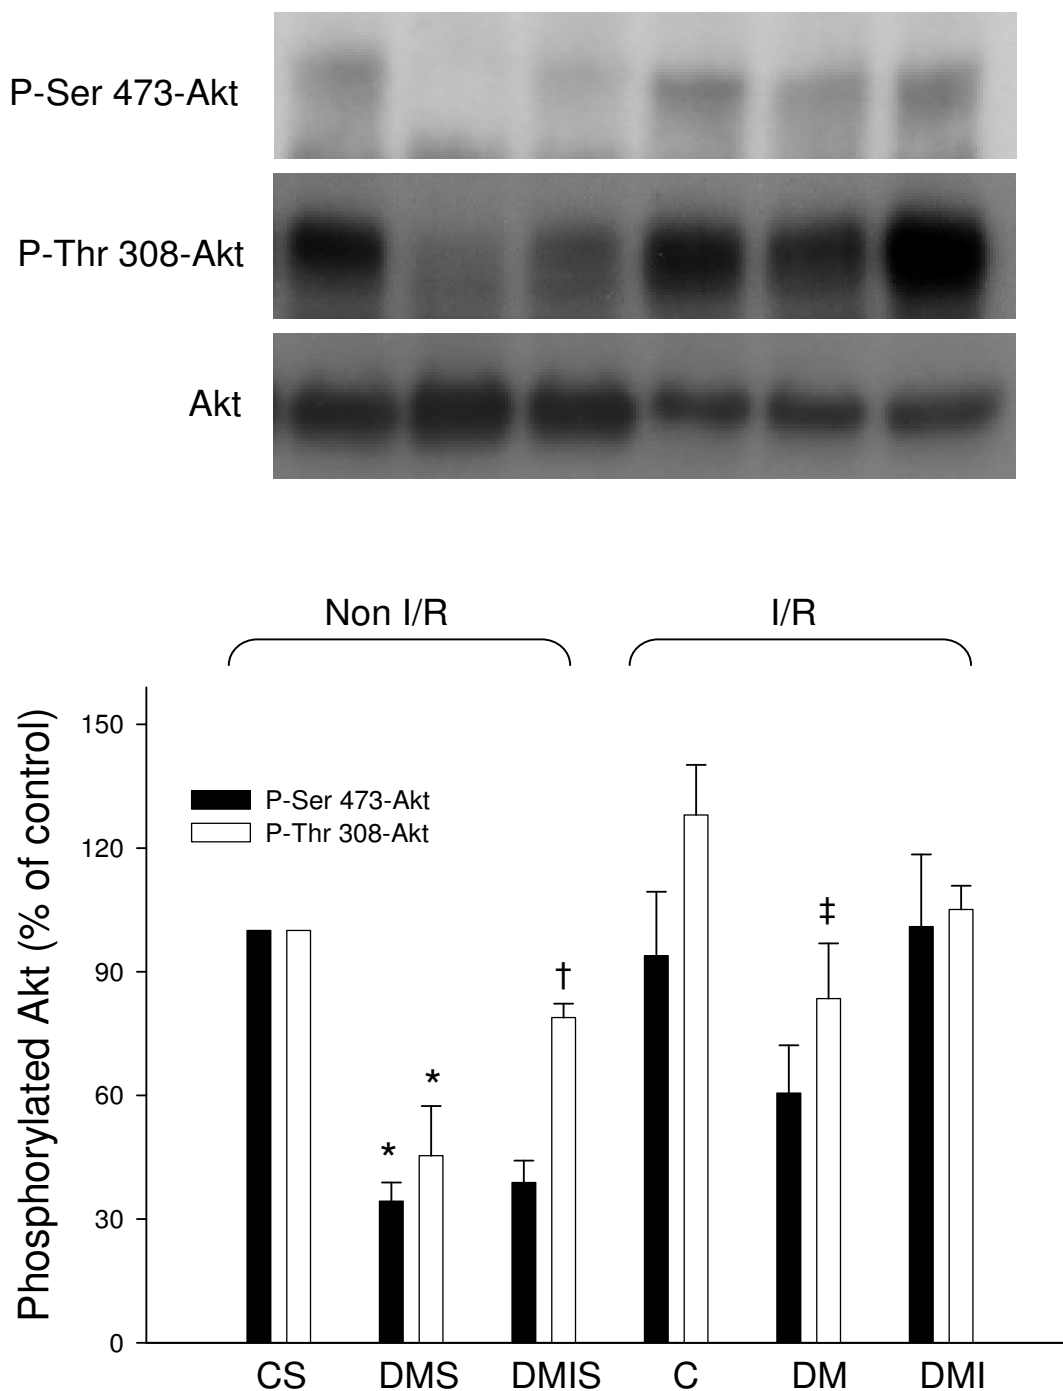 P-Ser 473-Akt
P-Thr 308-Akt
Akt
Non I/R
I/R
Phosphorylated Akt (% of control)
150
120
90
60
30
0
P-Ser 473-Akt
P-Thr 308-Akt
*
*
†
‡
CS
DMS
DMIS
C
DM
DMI